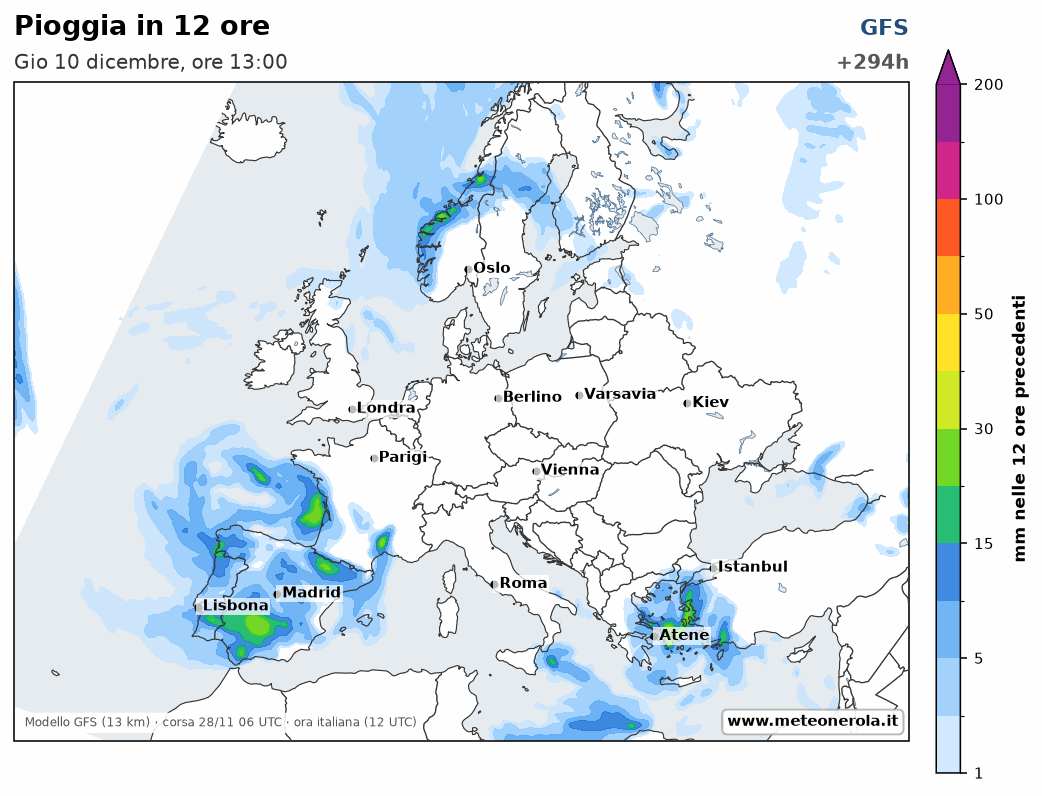 Pioggia in 12 ore
GFS
Gio 10 dicembre, ore 13:00
+294h
200
100
50
30
15
5
1
mm nelle 12 ore precedenti
Oslo
Berlino
Varsavia
Kiev
Londra
Parigi
Vienna
Istanbul
Roma
Madrid
Lisbona
Atene
Modello GFS (13 km) · corsa 28/11 06 UTC · ora italiana (12 UTC)
www.meteonerola.it